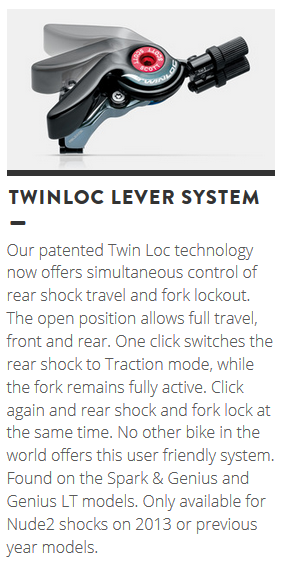 SCOTT
TWINLOC
TWINLOC LEVER SYSTEM
Our patented Twin Loc technology
now offers simultaneous control of
rear shock travel and fork lockout.
The open position allows full travel,
front and rear. One click switches the
rear shock to Traction mode, while
the fork remains fully active. Click
again and rear shock and fork lock at
the same time. No other bike in the
world offers this user friendly system.
Found on the Spark & Genius and
Genius LT models. Only available for
Nude2 shocks on 2013 or previous
year models.